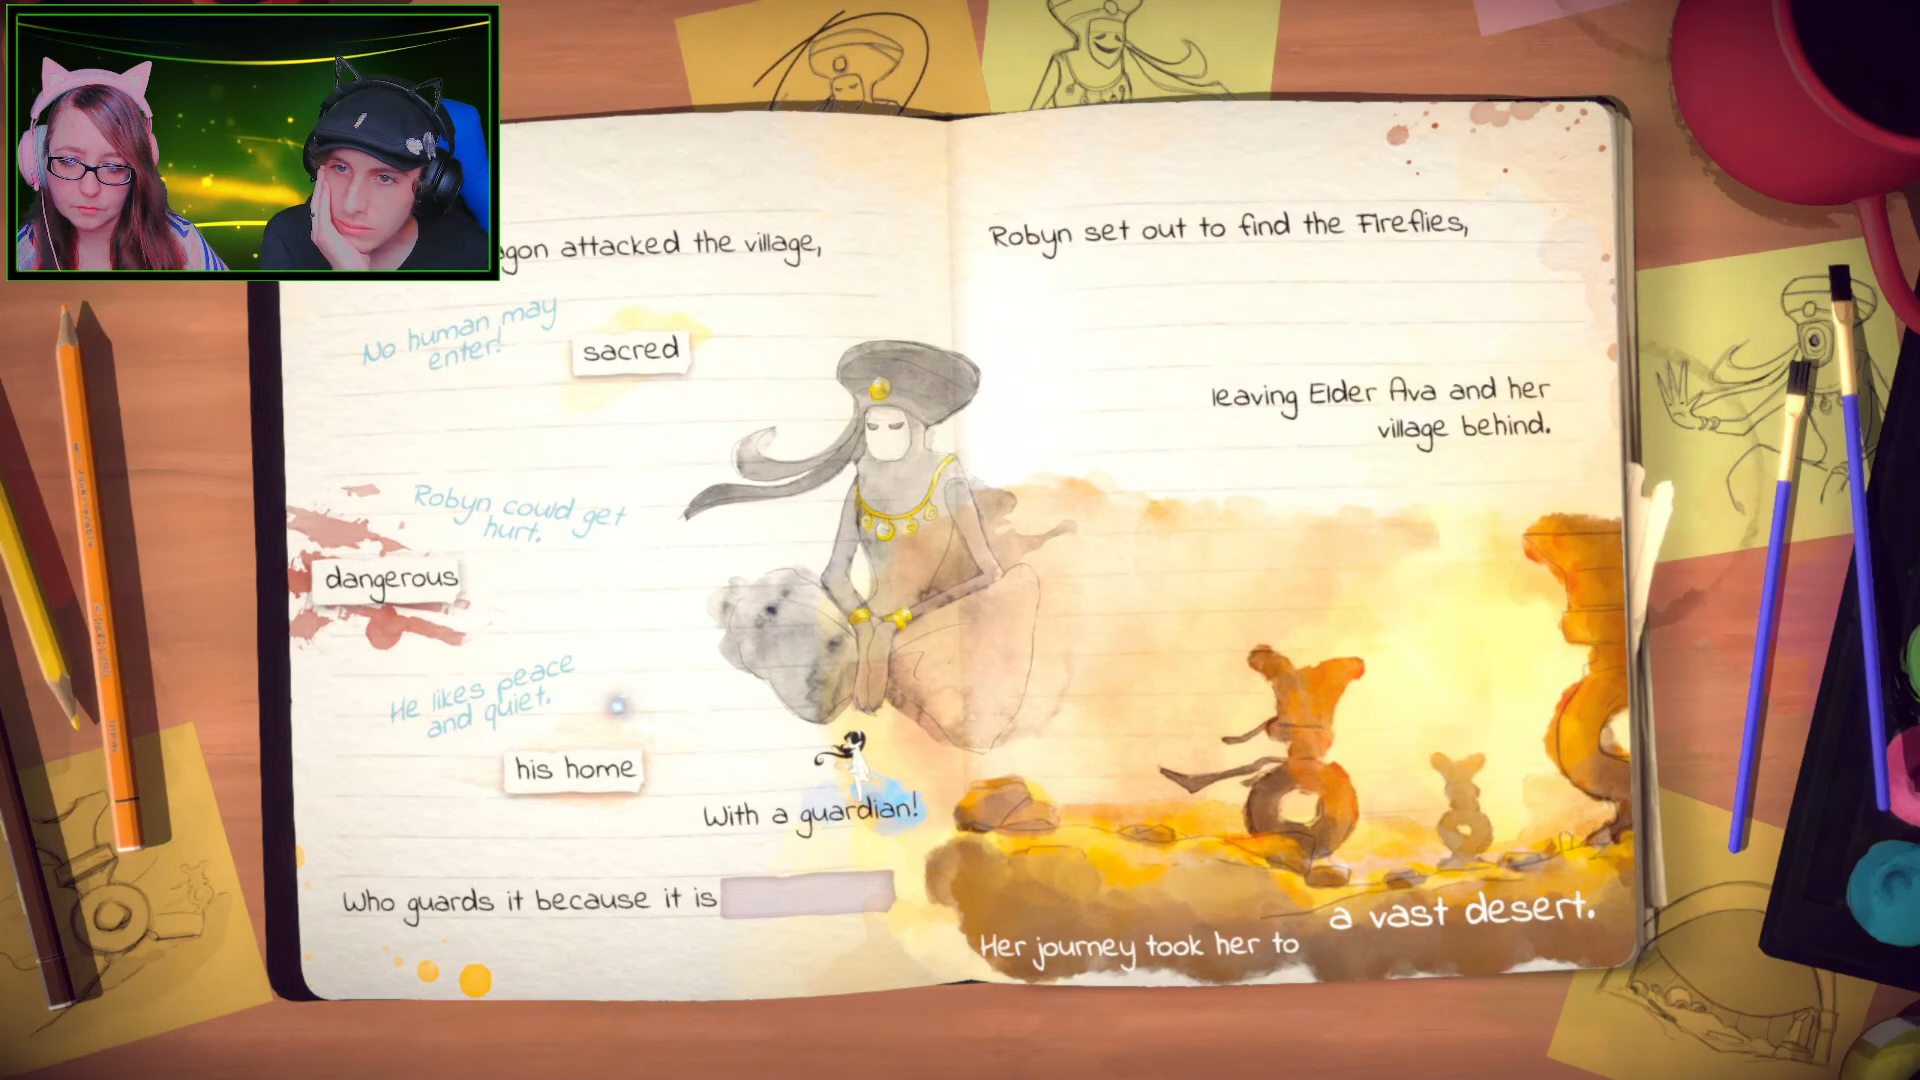 gon attacked the village,
No human may
enter!
sacred
Robyn could get
hurt.
dangerous
He likes peace
and quiet.
his home
With a guardian!
Who guards it because it is
Robyn set out to find the Fireflies,
leaving Elder Ava and her
village behind.
Her journey took her to
a vast desert.